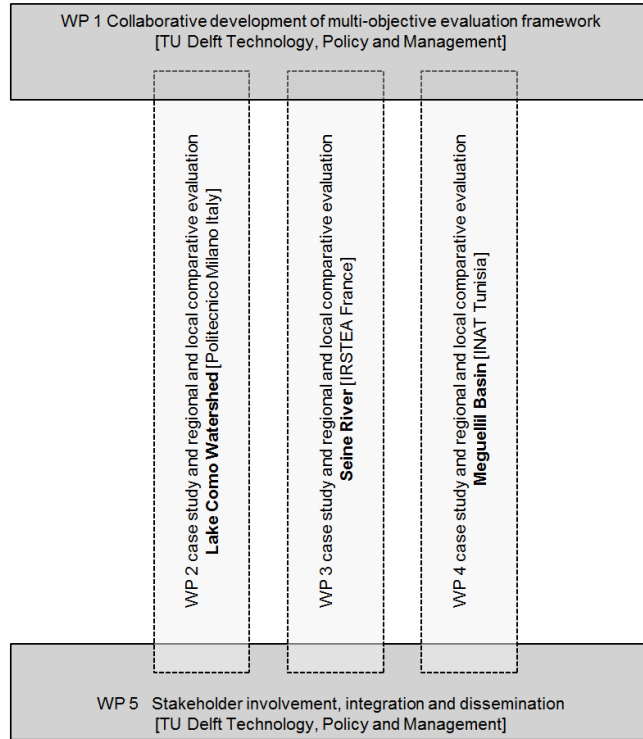 WP 1 Collaborative development of multi-objective evaluation framework
[TU Delft Technology, Policy and Management]
WP 2 case study and regional and local comparative evaluation
Lake Como Watershed [Politecnico Milano Italy]
WP 3 case study and regional and local comparative evaluation
Seine River [IRSTEA France]
WP 4 case study and regional and local comparative evaluation
Meguellil Basin [INAT Tunisia]
WP 5 Stakeholder involvement, integration and dissemination
[TU Delft Technology, Policy and Management]